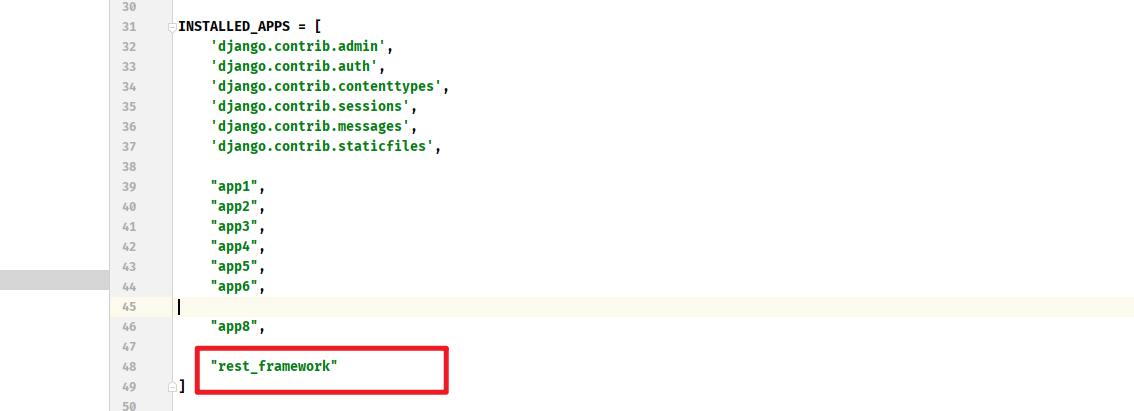 30
31 INSTALLED_APPS = [
32 'django.contrib.admin',
33 'django.contrib.auth',
34 'django.contrib.contenttypes',
35 'django.contrib.sessions',
36 'django.contrib.messages',
37 'django.contrib.staticfiles',
38
39 "app1",
40 "app2",
41 "app3",
42 "app4",
43 "app5",
44 "app6",
45
46 "app8",
47
48 "rest_framework"
49 ]
50